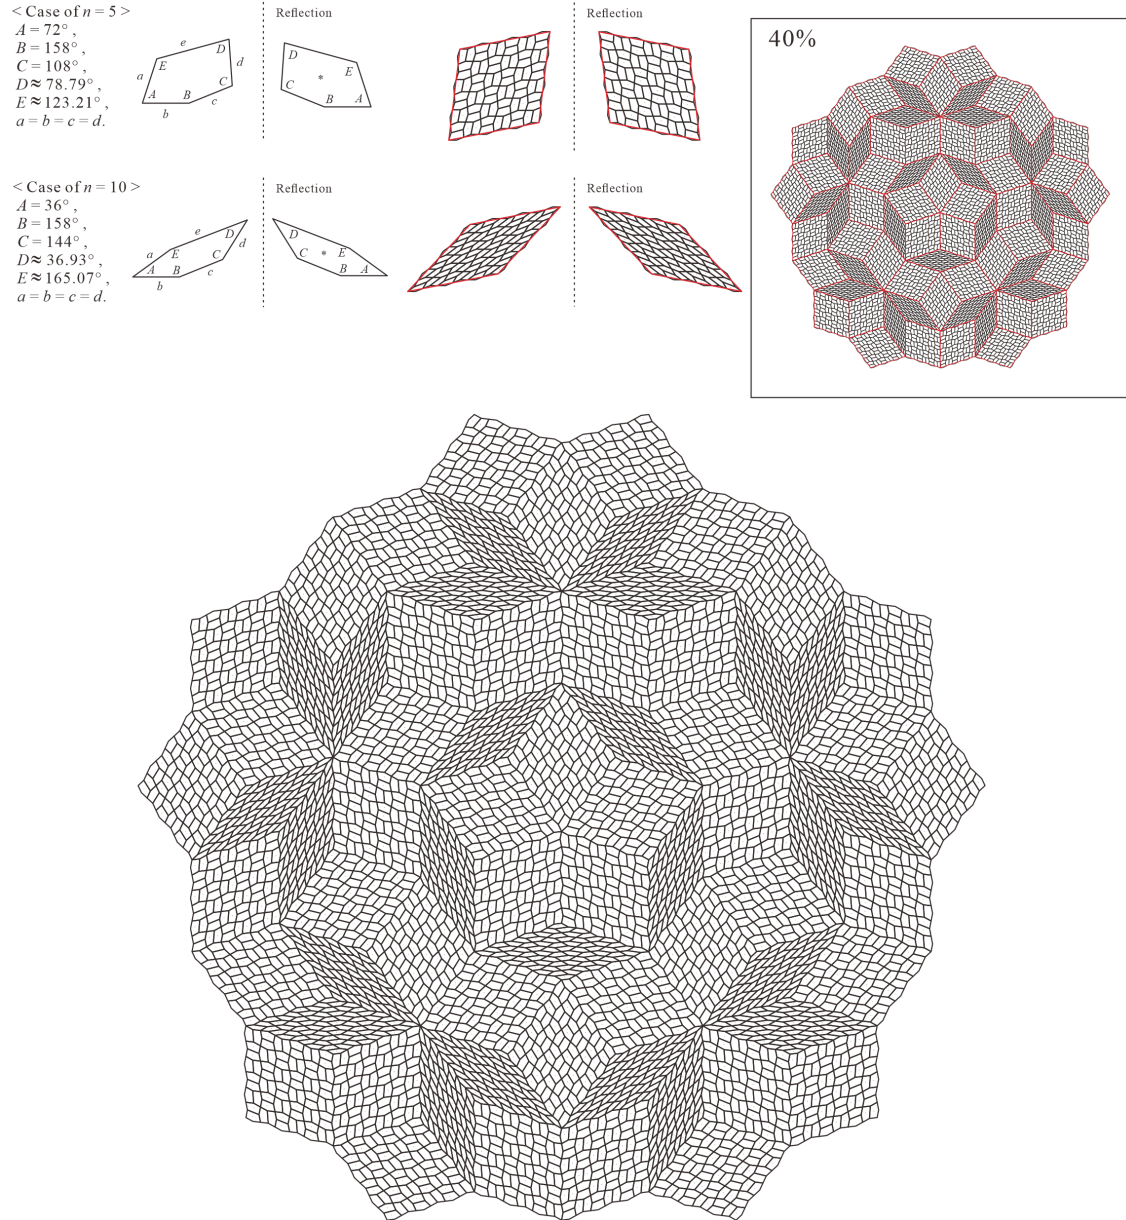 < Case of n = 5 >
A = 72° ,
B = 158° ,
C = 108° ,
D ≈ 78.79° ,
E ≈ 123.21° ,
a = b = c = d.
e
D
E
a
d
A
B
C
b
c
Reflection
D
E
C
*
B
A
Reflection
40%
< Case of n = 10 >
A = 36° ,
B = 158° ,
C = 144° ,
D ≈ 36.93° ,
E ≈ 165.07° ,
a = b = c = d.
e
D
a
E
d
C
A
B
c
b
Reflection
D
C
*
E
B
A
Reflection